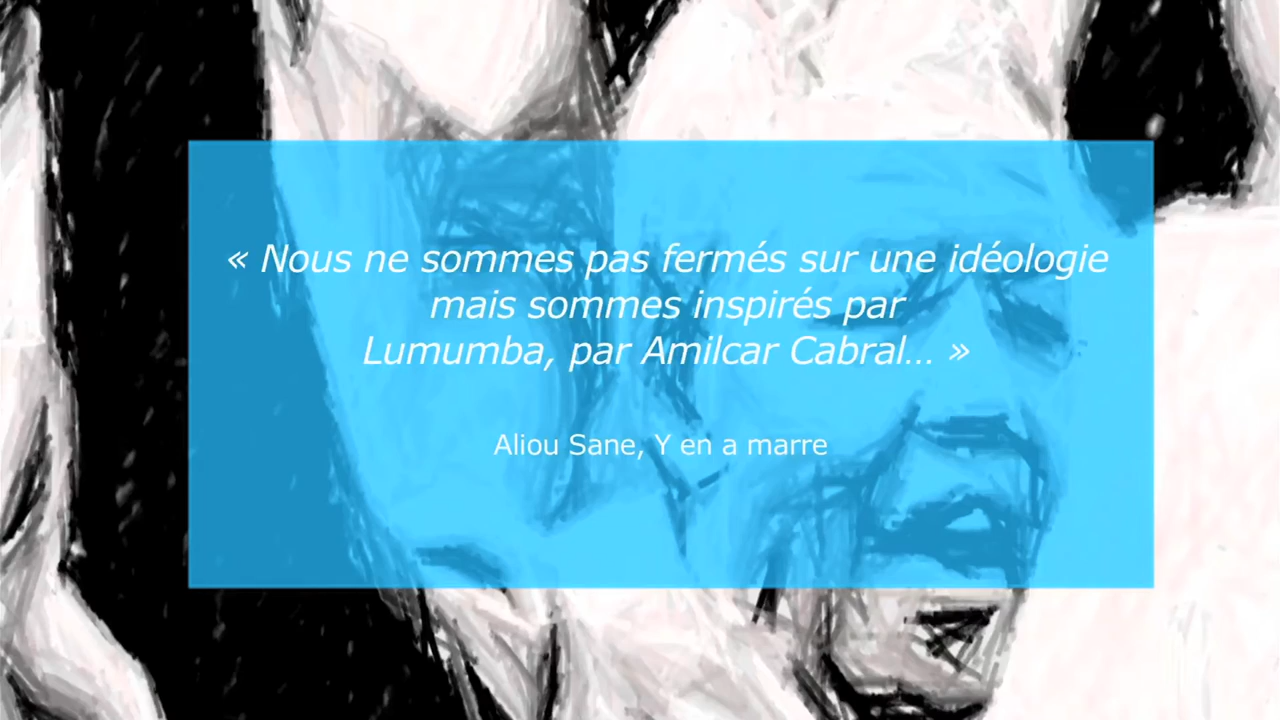 « Nous ne sommes pas fermés sur une idéologie
mais sommes inspirés par
Lumumba, par Amilcar Cabral... »
Aliou Sane, Y en a marre